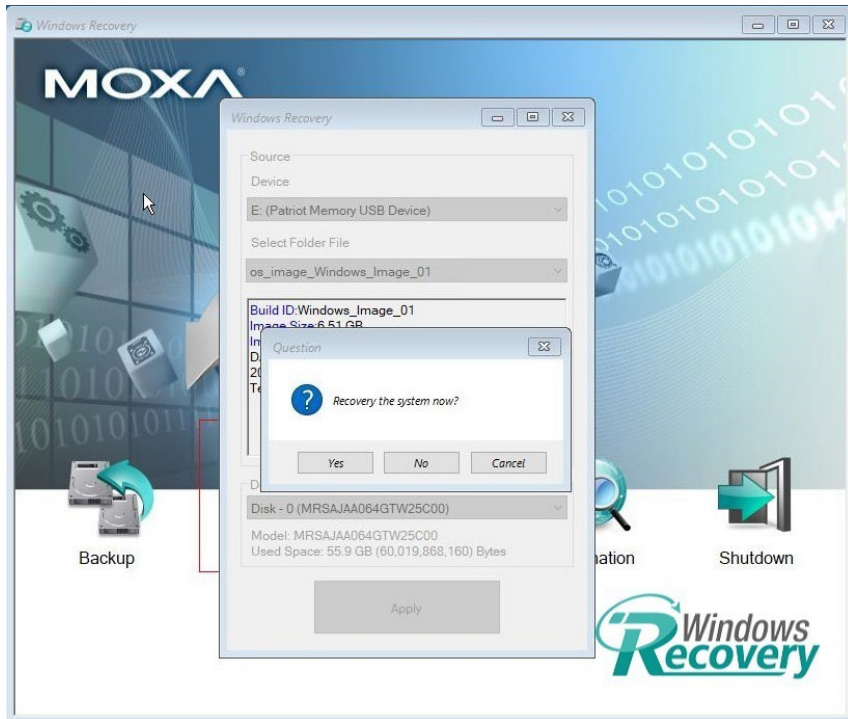 Windows Recovery
MOXA®
Windows Recovery
Source
Device
E: (Patriot Memory USB Device)
Select Folder File
os_image_Windows_Image_01
Build ID:Windows_Image_01
Image Size:6.51 GB
Question
Recovery the system now?
Yes
No
Cancel
Disk - 0 (MRSAJAA064GTW25C00)
Model: MRSAJAA064GTW25C00
Used Space: 55.9 GB (60,019,868,160) Bytes
Apply
Backup
Shutdown
Windows
Recovery